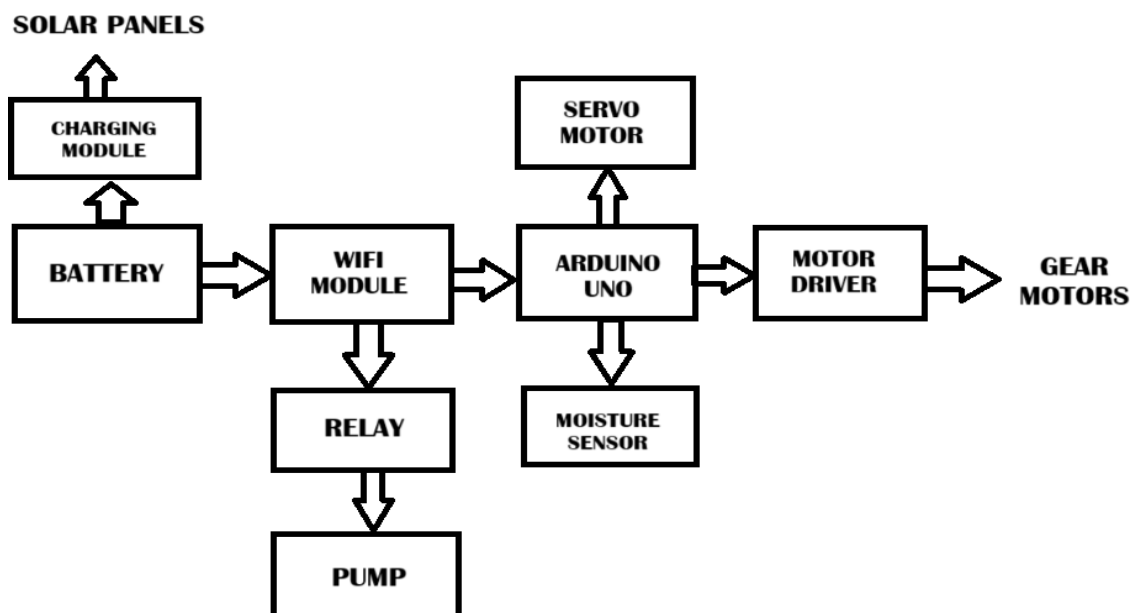 SOLAR PANELS
CHARGING
MODULE
SERVO
MOTOR
BATTERY
WIFI
MODULE
ARDUINO
UNO
MOTOR
DRIVER
GEAR
MOTORS
RELAY
MOISTURE
SENSOR
PUMP